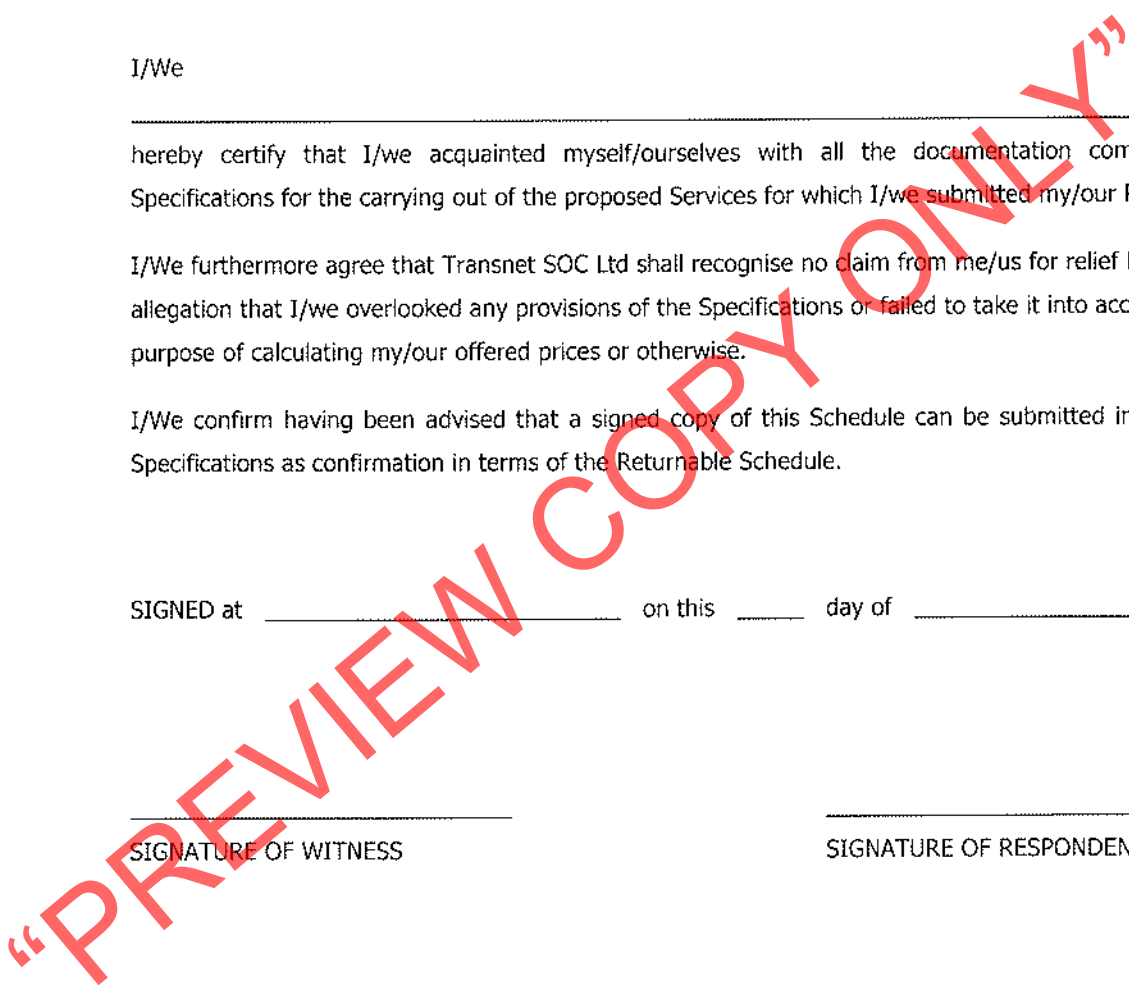 I/We
hereby certify that I/we acquainted myself/ourselves with all the documentation
Specifications for the carrying out of the proposed Services for which I/we submitted my/our
I/We furthermore agree that Transnet SOC Ltd shall recognise no claim from me/us for relief
allegation that I/we overlooked any provisions of the Specifications or failed to take it into
purpose of calculating my/our offered prices or otherwise.
I/We confirm having been advised that a signed copy of this Schedule can be submitted
Specifications as confirmation in terms of the Returnable Schedule.
SIGNED at on this day of
SIGNATURE OF WITNESS SIGNATURE OF RESPONDEN
“PREVIEW COPY ONLY”